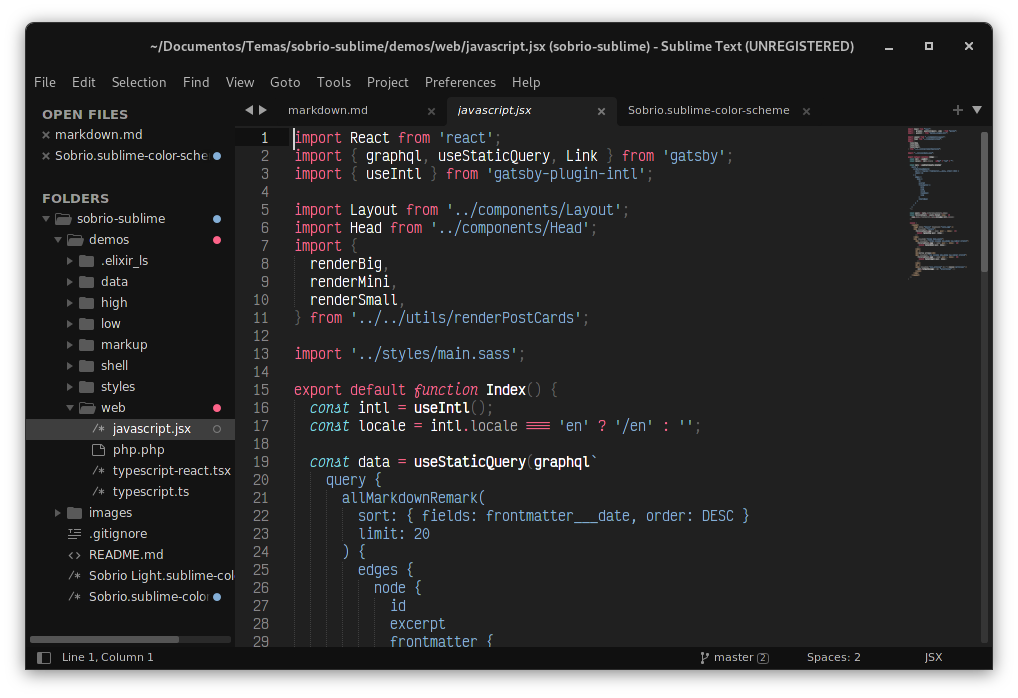 ~/Documentos/Temas/sobrio-sublime/demos/web/javascript.jsx (sobrio-sublime) - Sublime Text (UNREGISTERED)
File Edit Selection Find View Goto Tools Project Preferences Help
OPEN FILES
markdown.md
Sobrio.sublime-color-sche
FOLDERS
sobrio-sublime
demos
.elixir_ls
data
high
low
markup
shell
styles
web
/* javascript.jsx
php.php
/* typescript-react.tsx
/* typescript.ts
images
.gitignore
<> README.md
/* Sobrio Light.sublime-col
/* Sobrio.sublime-color
markdown.md javascript.jsx Sobrio.sublime-color-scheme
1 import React from 'react';
2 import { graphql, useStaticQuery, Link } from 'gatsby';
3 import { useIntl } from 'gatsby-plugin-intl';
4
5 import Layout from '../components/Layout';
6 import Head from '../components/Head';
7 import {
8   renderBig,
9   renderMini,
10   renderSmall,
11 } from '../../utils/renderPostCards';
12
13 import '../styles/main.sass';
14
15 export default function Index() {
16   const intl = useIntl();
17   const locale = intl.locale === 'en' ? '/en' : '';
18
19   const data = useStaticQuery(graphql`
20     query {
21       allMarkdownRemark(
22         sort: { fields: frontmatter___date, order: DESC }
23         limit: 20
24       ) {
25         edges {
26           node {
27             id
28             excerpt
29             frontmatter {
Line 1, Column 1 master 2 Spaces: 2 JSX